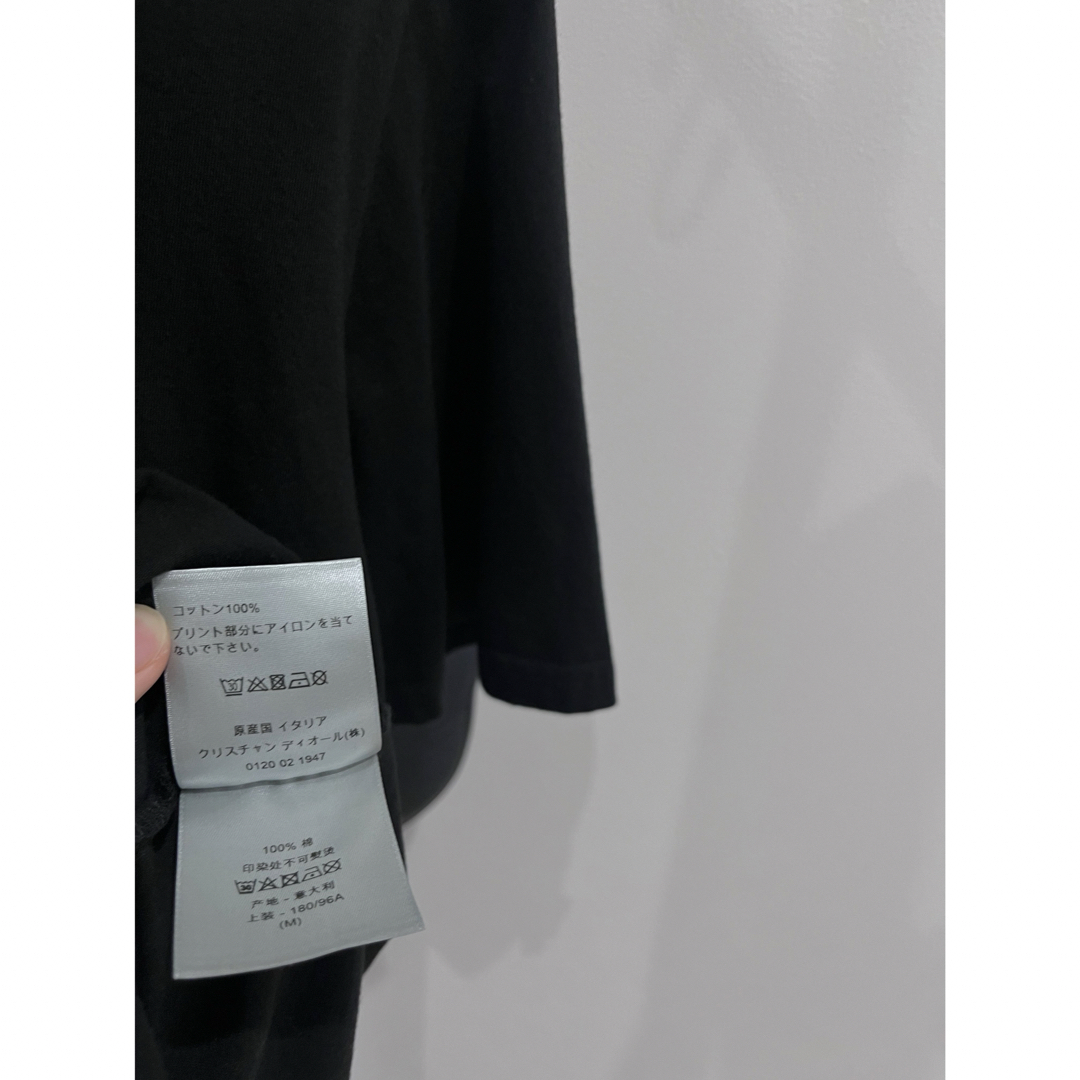 コットン100%
プリント部分にアイロンを当て
ないで下さい。
30
原産国 イタリア
クリスチャン ディオール(株)
0120 02 1947
100% 棉
印染处不可熨烫
30
产地 - 意大利
上装 - 180/96A
(M)